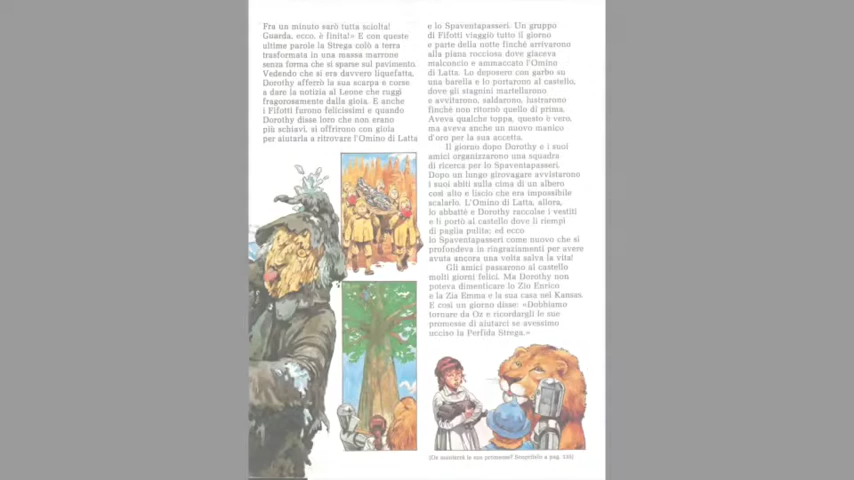 Fra un minuto sarò tutta sciolta!
Guarda, ecco, è finita!» E con queste
ultime parole la Strega colò a terra
trasformata in una massa marrone
senza forma che si sparse sul pavimento.
Vedendo che si era davvero liquefatta,
Dorothy afferrò la sua scarpa e corse
a dare la notizia al Leone che ruggì
fragorosamente dalla gioia. E anche
i Fifotti furono felicissimi e quando
Dorothy disse loro che non erano
più schiavi, si offrirono con gioia
per aiutarla a ritrovare l'Omino di Latta
e lo Spaventapasseri. Un gruppo
di Fifotti viaggiò tutto il giorno
e parte della notte finché arrivarono
alla piana rocciosa dove giaceva
malconcio e ammaccato l'Omino
di Latta. Lo deposero con garbo su
una barella e lo portarono al castello,
dove gli stagnini martellarono
e avvitarono, saldarono, lustrarono
finché non ritornò quello di prima.
Aveva qualche toppa, questo è vero,
ma aveva anche un nuovo manico
d'oro per la sua accetta.
Il giorno dopo Dorothy e i suoi
amici organizzarono una squadra
di ricerca per lo Spaventapasseri.
Dopo un lungo girovagare avvistarono
i suoi abiti sulla cima di un albero
così alto e liscio che era impossibile
scalarlo. L'Omino di Latta, allora,
lo abbatté e Dorothy raccolse i vestiti
e li portò al castello dove li riempì
di paglia pulita; ed ecco
lo Spaventapasseri come nuovo che si
profondeva in ringraziamenti per avere
avuta ancora una volta salva la vita!
Gli amici passarono al castello
molti giorni felici. Ma Dorothy non
poteva dimenticare lo Zio Enrico
e la Zia Emma e la sua casa nel Kansas.
E così un giorno disse: «Dobbiamo
tornare da Oz e ricordargli le sue
promesse di aiutarci se avessimo
ucciso la Perfida Strega.»
(Oz manterrà le sue promesse? Scopritelo a pag. 136)